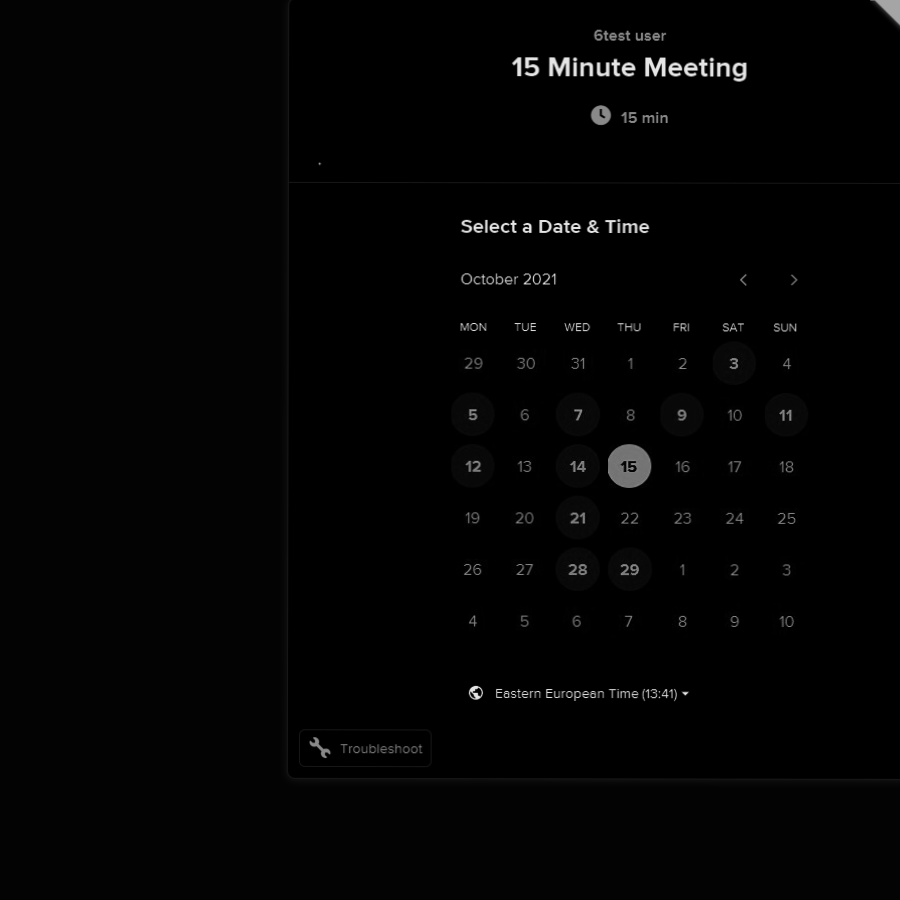 6test user
15 Minute Meeting
15 min
.
Select a Date & Time
October 2021
MON TUE WED THU FRI SAT SUN
29 30 31 1 2 3 4
5 6 7 8 9 10 11
12 13 14 15 16 17 18
19 20 21 22 23 24 25
26 27 28 29 1 2 3
4 5 6 7 8 9 10
Eastern European Time (13:41)
Troubleshoot